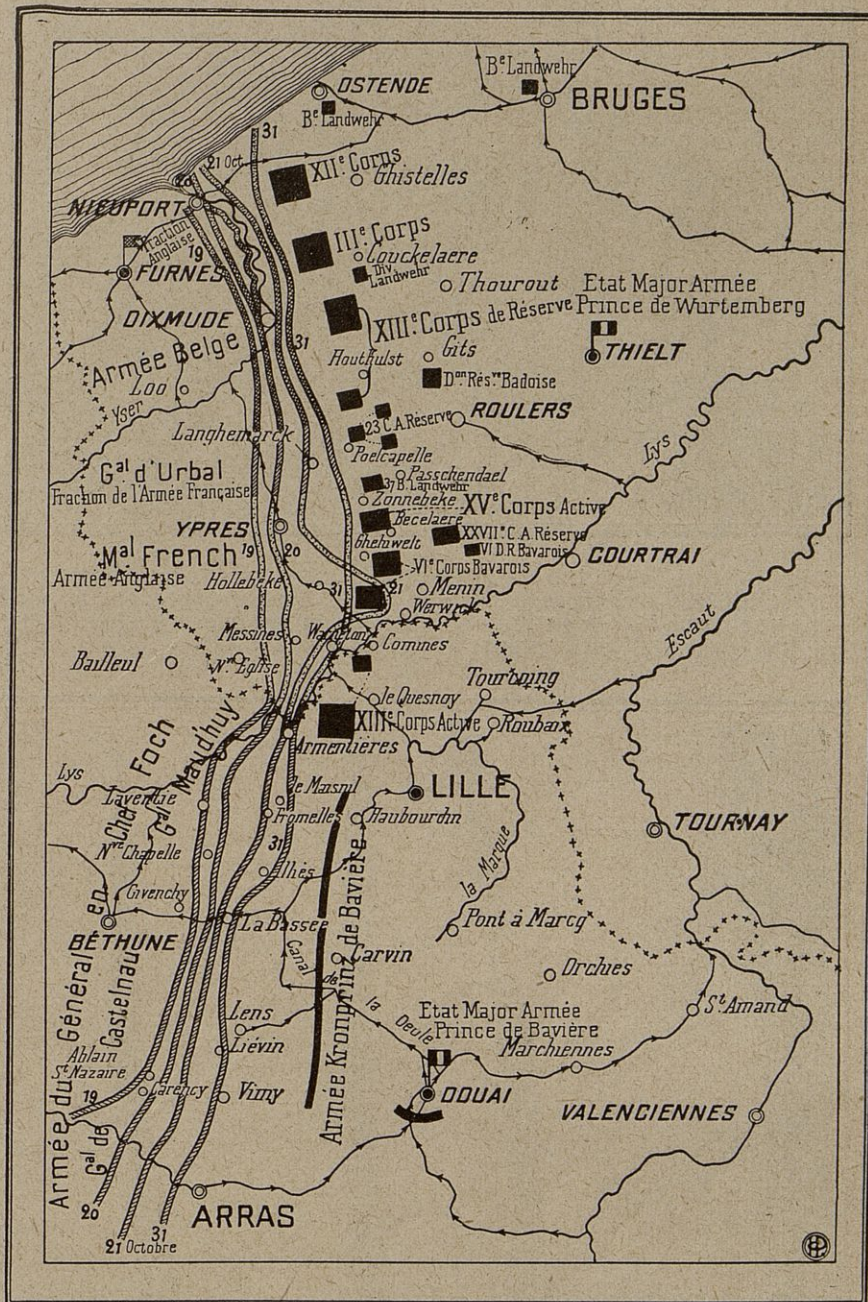 Be Landwehr
OSTENDE
BRUGES
Be Landwehr
31
21 Oct.
20
XIIe Corps
Ghistelles
NIEUPORT
Fraction
Anglaise
19
IIIe Corps
Couckelaere
Div.
Landwehr
FURNES
Thourout
Etat Major Armée
Prince de Wurtemberg
XIIIe Corps de Réserve
DIXMUDE
THIELT
31
Armée Belge
Gits
Houthulst
Don Résve Badoise
Loo
Yser
23 C.A. Réserve
ROULERS
Langhemarck
Poelcapelle
Lys
Gal d'Urbal
Fraction de l'Armée Française
Passchendael
37 B. Landwehr
Zonnebeke
XVe Corps Active
YPRES
Becelaere
XXVIIe C.A. Réserve
Mal French
19
20
Gheluwelt
VI D.R. Bavarois
COURTRAI
Armée Anglaise
VIe Corps Bavarois
Hollebeke
31
21
Menin
Werwick
Escaut
Messines
Warneton
Comines
Bailleul
Nve Eglise
Tourcoing
le Quesnoy
XIIIe Corps Active
Roubaix
Armentières
Lys
LILLE
Laventie
le Maisnil
Fromelles
Haubourdin
TOURNAY
Nve Chapelle
31
Ilhés
la Marque
Givenchy
La Bassée
BÉTHUNE
Pont à Marcq
Canal
de
la Deule
Carvin
Orchies
Armée Kronprinz de Bavière
Lens
Etat Major Armée
Prince de Bavière
St Amand
Liévin
Marchiennes
Ablain
St Nazaire
Carency
Vimy
DOUAI
VALENCIENNES
19
Armée du Général en Chef Foch
Gal de Castelnau
Gal Maud'huy
ARRAS
20
31
21 Octobre